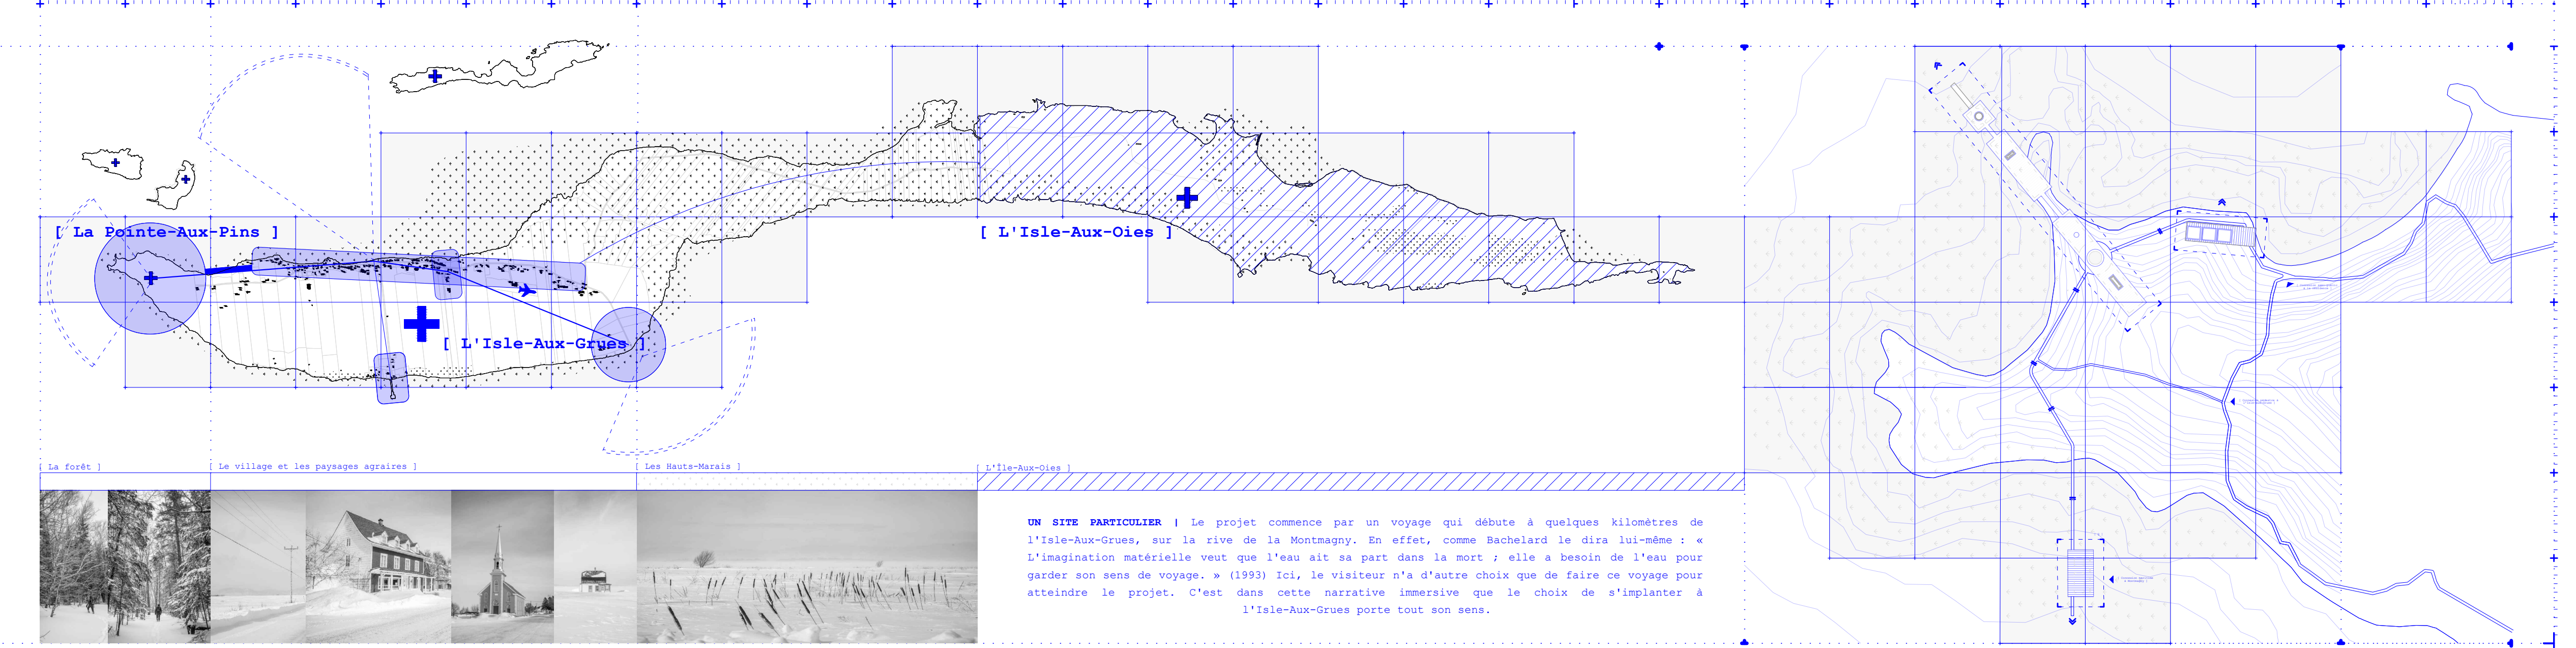 [ La Pointe-Aux-Pins ]
[ L'Isle-Aux-Oies ]
[ L'Isle-Aux-Grues ]
[ La forêt ]
[ Le village et les paysages agraires ]
[ Les Hauts-Marais ]
[ L'Île-Aux-Oies ]
UN SITE PARTICULIER | Le projet commence par un voyage qui débute à quelques kilomètres de
l'Isle-Aux-Grues, sur la rive de la Montmagny. En effet, comme Bachelard le dira lui-même : «
L'imagination matérielle veut que l'eau ait sa part dans la mort ; elle a besoin de l'eau pour
garder son sens de voyage. » (1993) Ici, le visiteur n'a d'autre choix que de faire ce voyage pour
atteindre le projet. C'est dans cette narrative immersive que le choix de s'implanter à
l'Isle-Aux-Grues porte tout son sens.